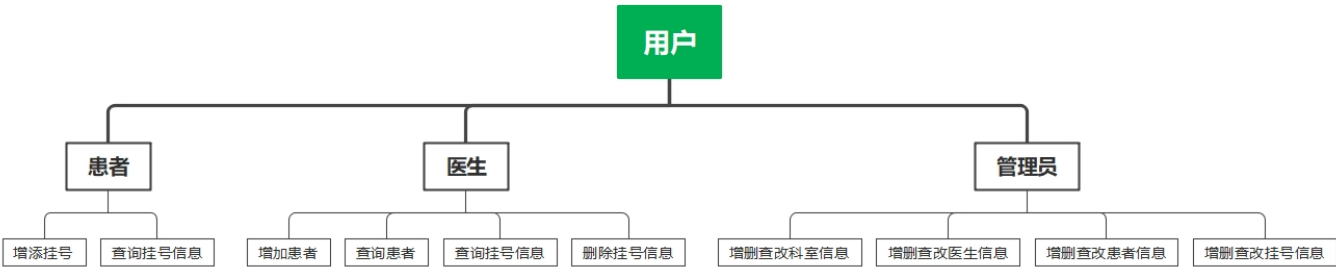 用户
患者
医生
管理员
增添挂号
查询挂号信息
增加患者
查询患者
查询挂号信息
删除挂号信息
增删查改科室信息
增删查改医生信息
增删查改患者信息
增删查改挂号信息